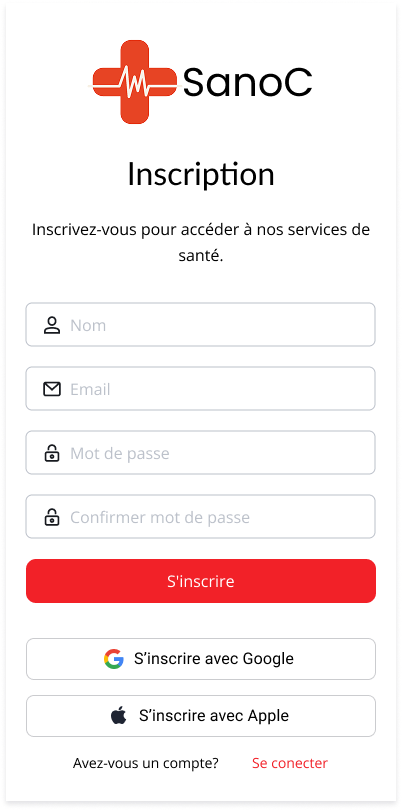 SanoC
Inscription
Inscrivez-vous pour accéder à nos services de
santé.
Nom
Email
Mot de passe
Confirmer mot de passe
S'inscrire
S’inscrire avec Google
S’inscrire avec Apple
Avez-vous un compte? Se conecter